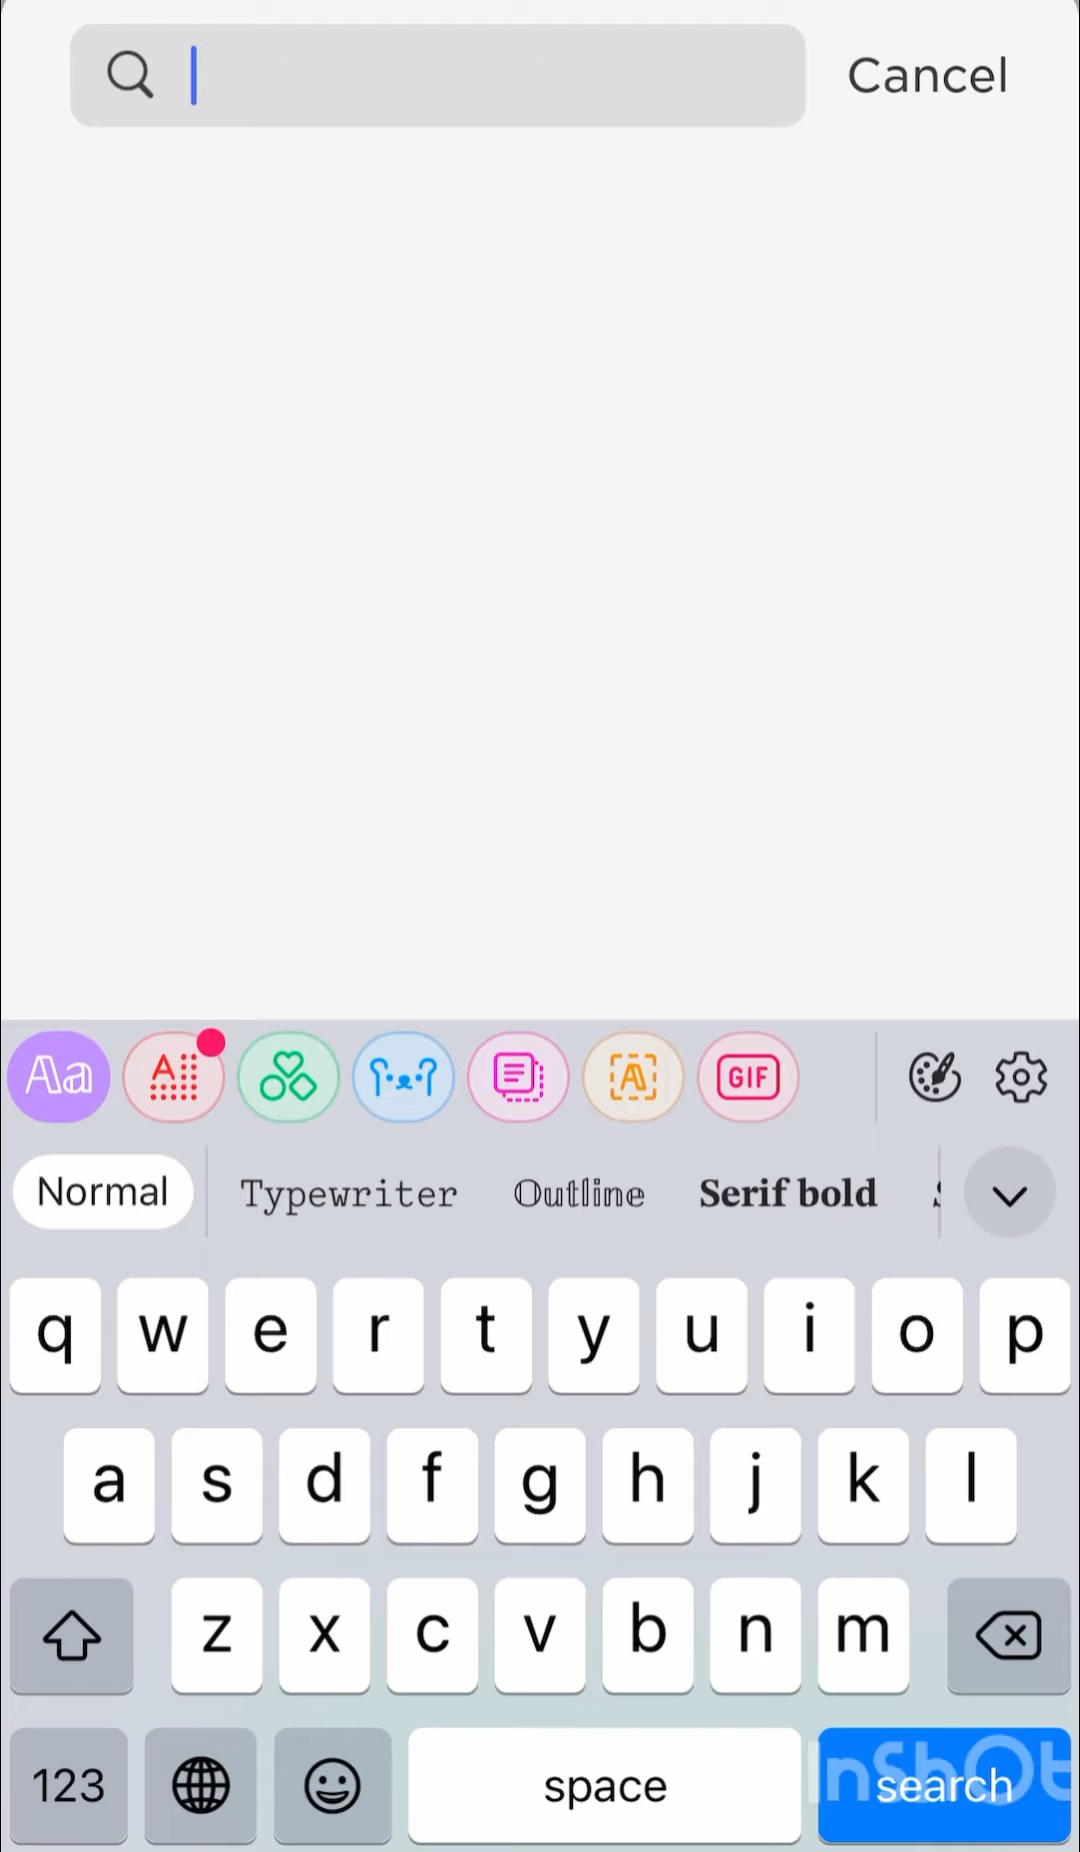 Cancel
Aa A A GIF
Normal Typewriter Outline Serif bold
q w e r t y u i o p
a s d f g h j k l
z x c v b n m
123 space search
InShOt